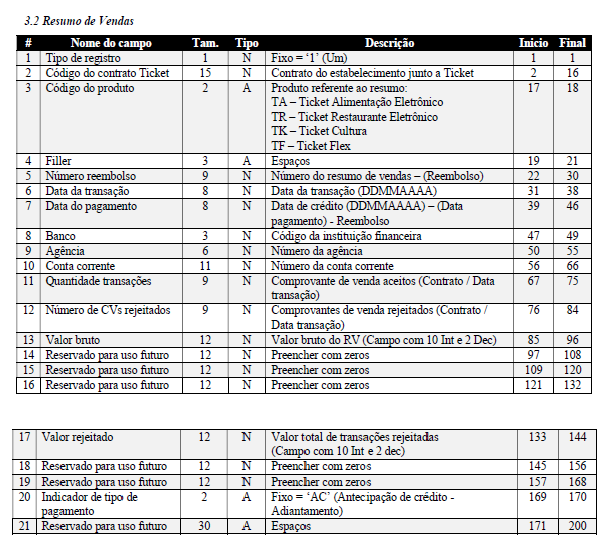 3.2 Resumo de Vendas
# Nome do campo Tam. Tipo Descrição Inicio Final
1 Tipo de registro 1 N Fixo = '1' (Um) 1 1
2 Código do contrato Ticket 15 N Contrato do estabelecimento junto a Ticket 2 16
3 Código do produto 2 A Produto referente ao resumo: 17 18
TA – Ticket Alimentação Eletrônico
TR – Ticket Restaurante Eletrônico
TK – Ticket Cultura
TF – Ticket Flex
4 Filler 3 A Espaços 19 21
5 Número reembolso 9 N Número do resumo de vendas – (Reembolso) 22 30
6 Data da transação 8 N Data da transação (DDMMAAAA) 31 38
7 Data do pagamento 8 N Data de crédito (DDMMAAAA) – (Data 39 46
pagamento) - Reembolso
8 Banco 3 N Código da instituição financeira 47 49
9 Agência 6 N Número da agência 50 55
10 Conta corrente 11 N Número da conta corrente 56 66
11 Quantidade transações 9 N Comprovante de venda aceitos (Contrato / Data 67 75
transação)
12 Número de CVs rejeitados 9 N Comprovantes de venda rejeitados (Contrato / 76 84
Data transação)
13 Valor bruto 12 N Valor bruto do RV (Campo com 10 Int e 2 Dec) 85 96
14 Reservado para uso futuro 12 N Preencher com zeros 97 108
15 Reservado para uso futuro 12 N Preencher com zeros 109 120
16 Reservado para uso futuro 12 N Preencher com zeros 121 132
17 Valor rejeitado 12 N Valor total de transações rejeitadas 133 144
(Campo com 10 Int e 2 dec)
18 Reservado para uso futuro 12 N Preencher com zeros 145 156
19 Reservado para uso futuro 12 N Preencher com zeros 157 168
20 Indicador de tipo de 2 A Fixo = 'AC' (Antecipação de crédito - 169 170
pagamento Adiantamento)
21 Reservado para uso futuro 30 A Espaços 171 200